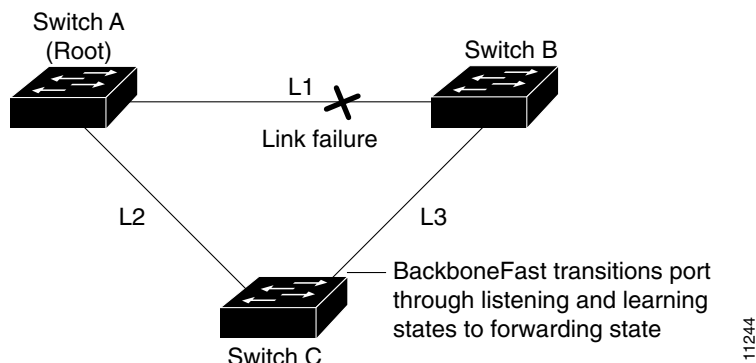 Switch A
(Root)
Switch B
L1
Link failure
L2
L3
BackboneFast transitions port
through listening and learning
states to forwarding state
Switch C
11244